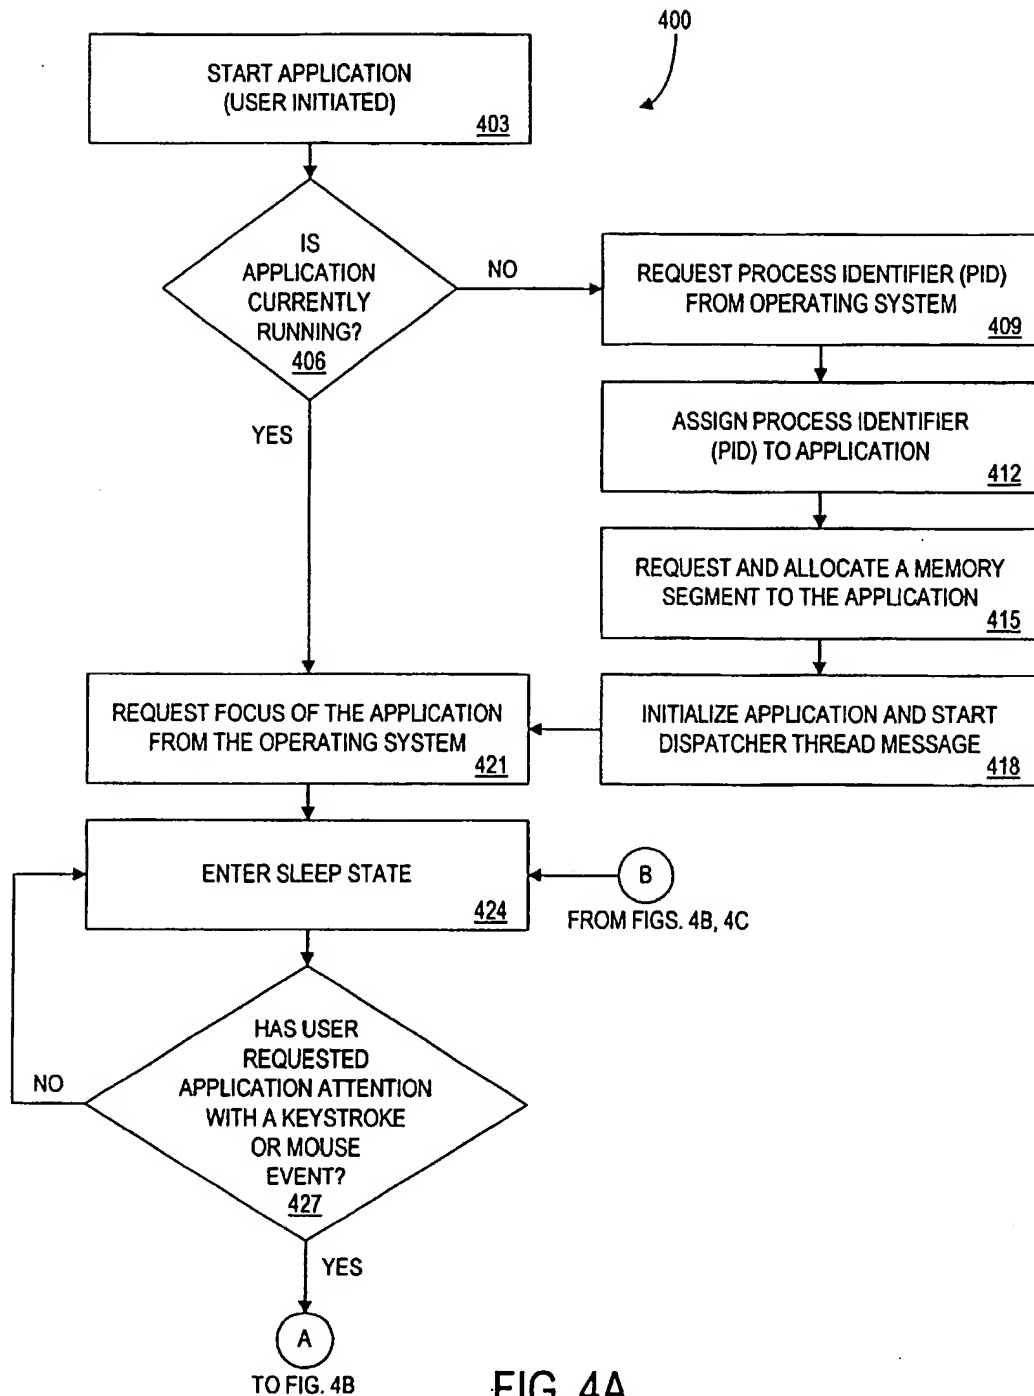 400
START APPLICATION
(USER INITIATED)
403
IS
APPLICATION
CURRENTLY
RUNNING?
406
NO
YES
REQUEST PROCESS IDENTIFIER (PID)
FROM OPERATING SYSTEM
409
ASSIGN PROCESS IDENTIFIER
(PID) TO APPLICATION
412
REQUEST AND ALLOCATE A MEMORY
SEGMENT TO THE APPLICATION
415
INITIALIZE APPLICATION AND START
DISPATCHER THREAD MESSAGE
418
REQUEST FOCUS OF THE APPLICATION
FROM THE OPERATING SYSTEM
421
ENTER SLEEP STATE
424
B
FROM FIGS. 4B, 4C
HAS USER
REQUESTED
APPLICATION ATTENTION
WITH A KEYSTROKE
OR MOUSE
EVENT?
427
NO
YES
A
TO FIG. 4B
FIG. 4A